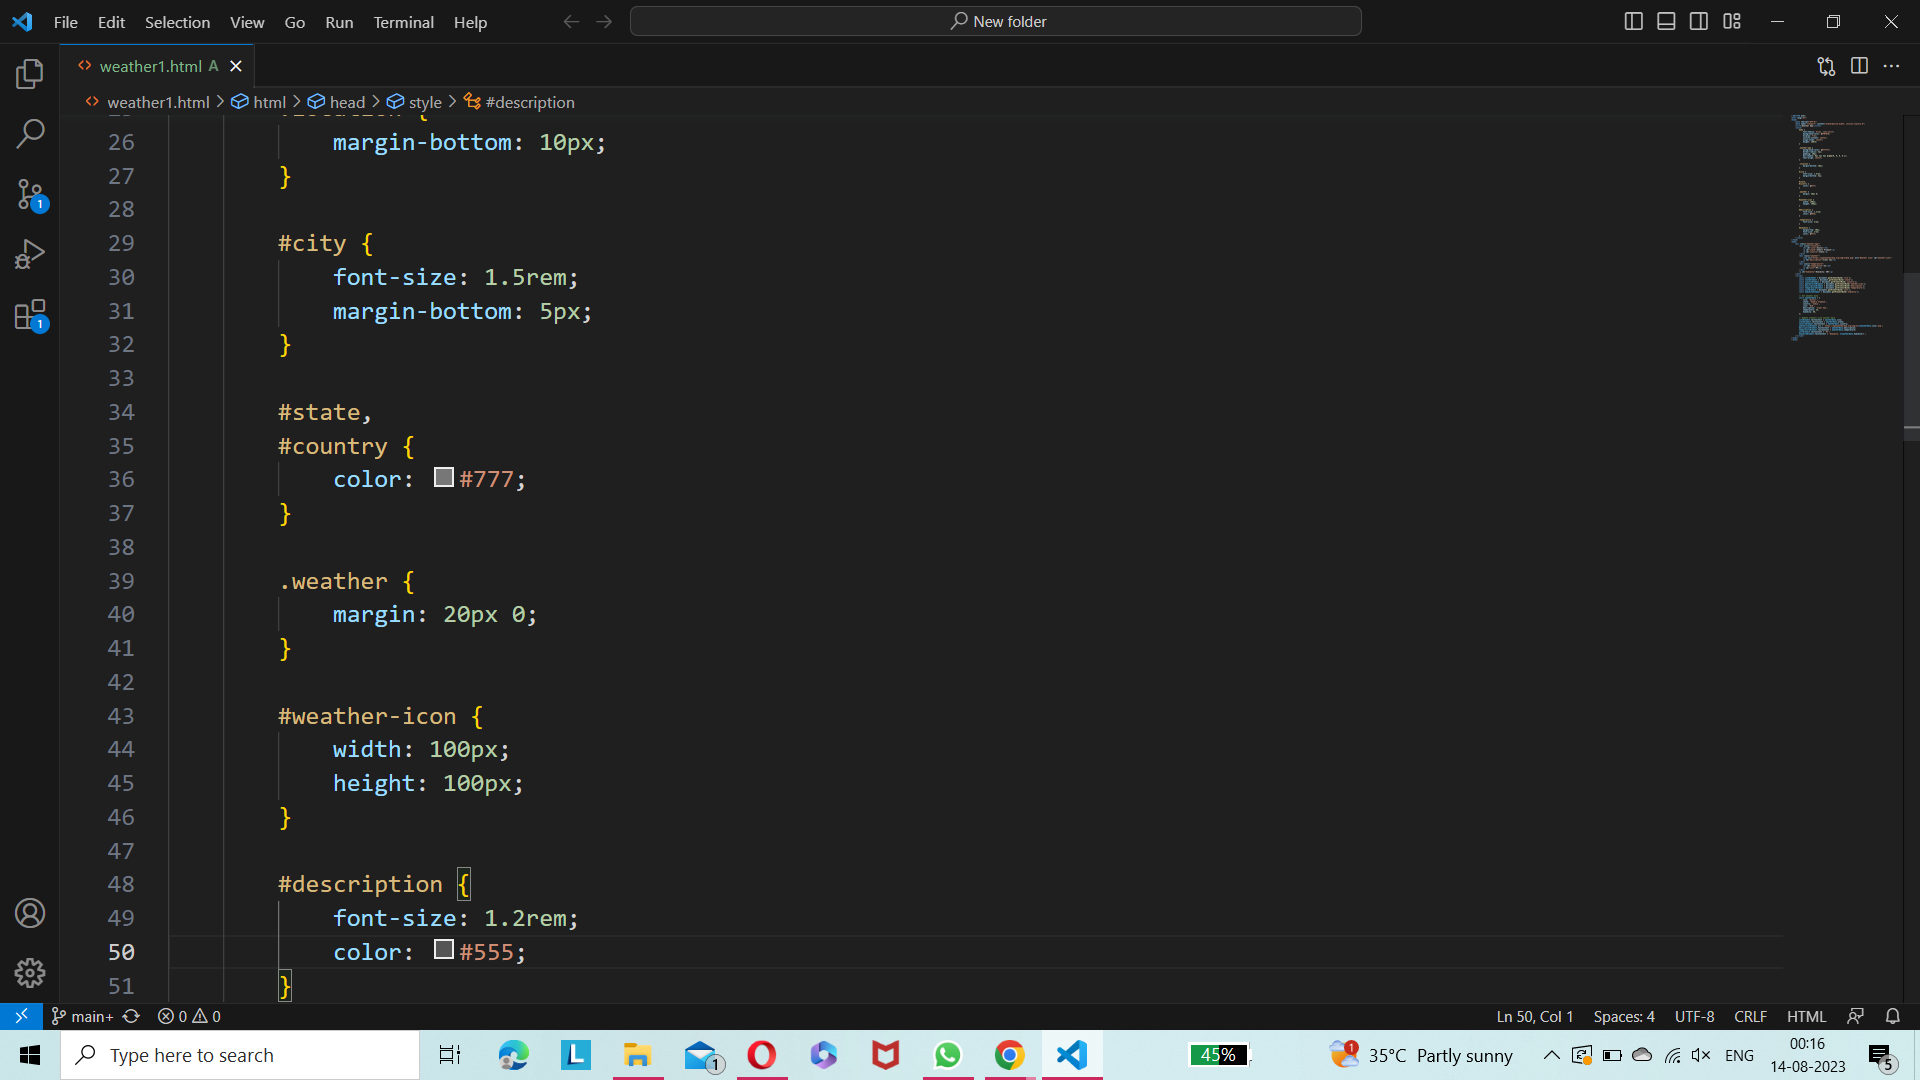 File Edit Selection View Go Run Terminal Help
New folder
weather1.html A
weather1.html > html > head > style > #description
26 margin-bottom: 10px;
27 }
28
29 #city {
30 font-size: 1.5rem;
31 margin-bottom: 5px;
32 }
33
34 #state,
35 #country {
36 color: #777;
37 }
38
39 .weather {
40 margin: 20px 0;
41 }
42
43 #weather-icon {
44 width: 100px;
45 height: 100px;
46 }
47
48 #description {
49 font-size: 1.2rem;
50 color: #555;
51 }
1
1
main+ 0 0 Ln 50, Col 1 Spaces: 4 UTF-8 CRLF HTML
Type here to search L 1 45% 1 35°C Partly sunny ENG 00:16
14-08-2023 5